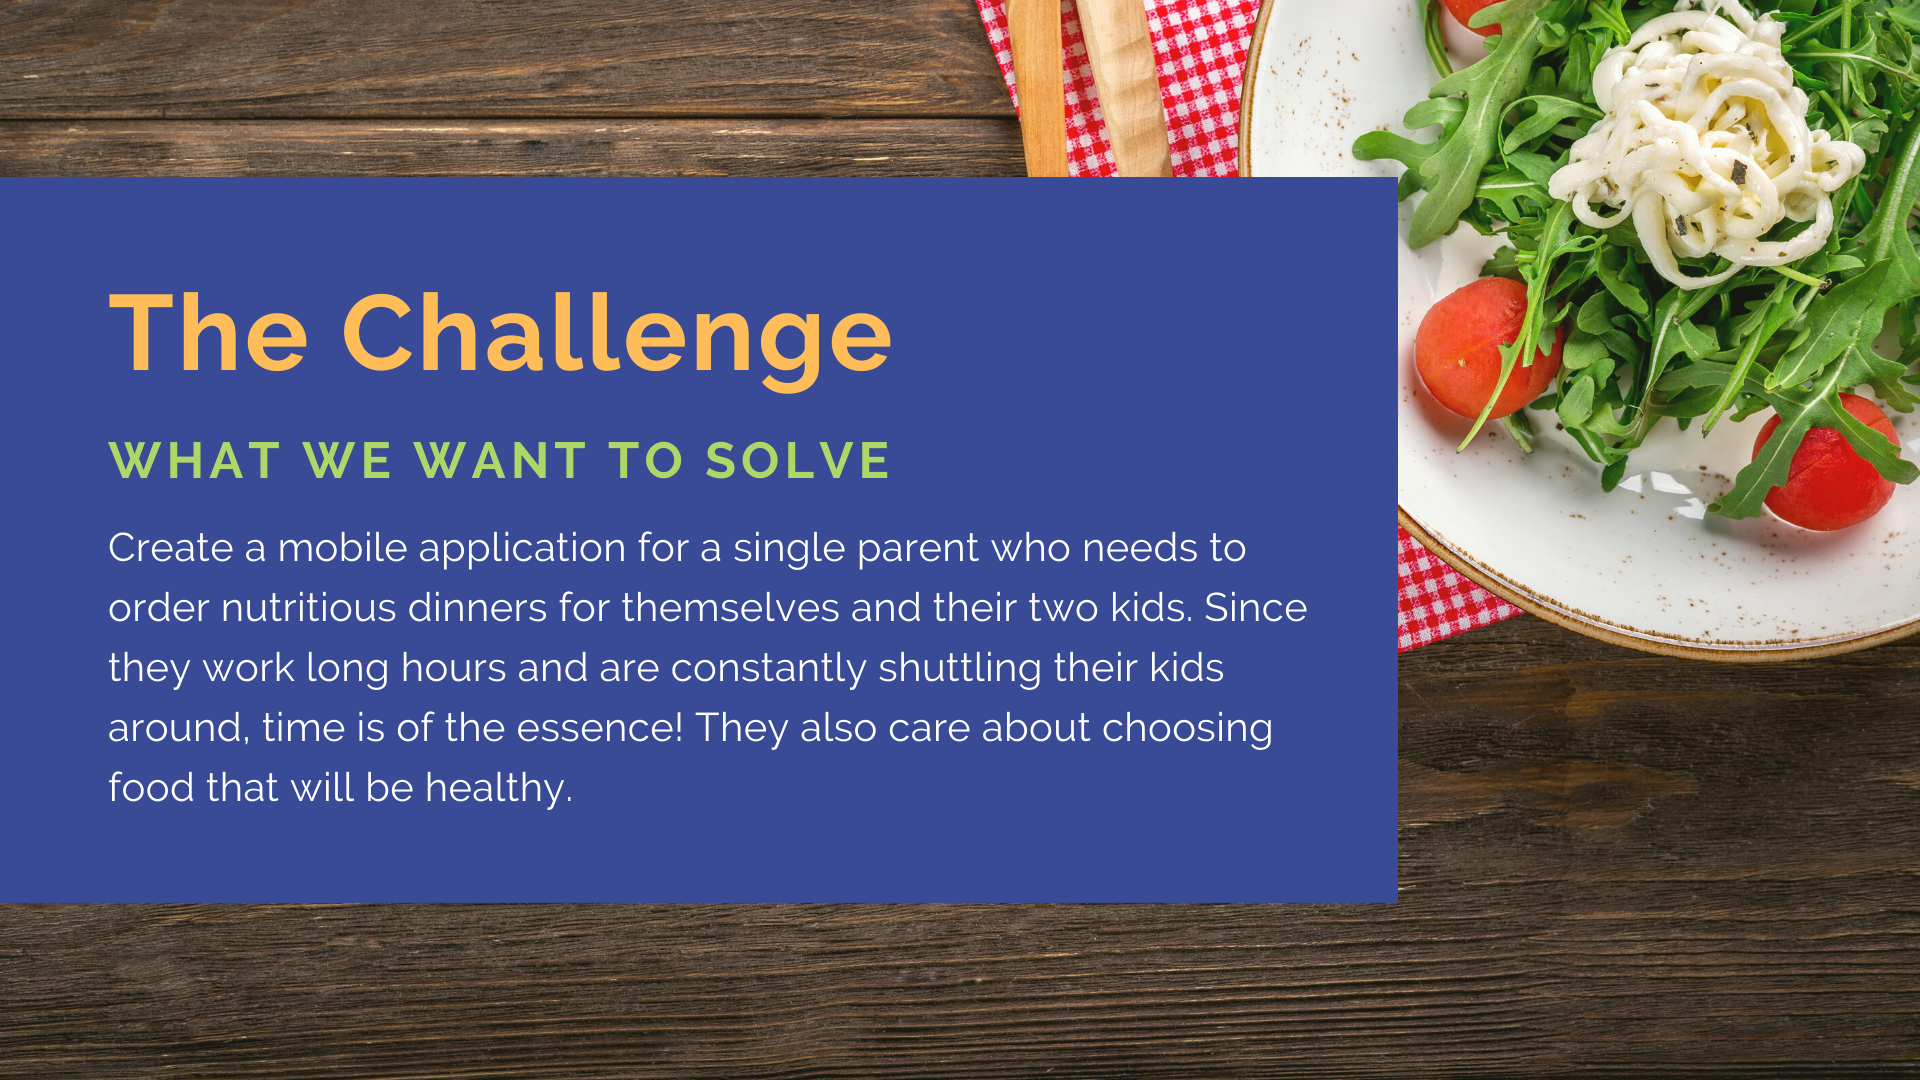 The Challenge
WHAT WE WANT TO SOLVE
Create a mobile application for a single parent who needs to
order nutritious dinners for themselves and their two kids. Since
they work long hours and are constantly shuttling their kids
around, time is of the essence! They also care about choosing
food that will be healthy.